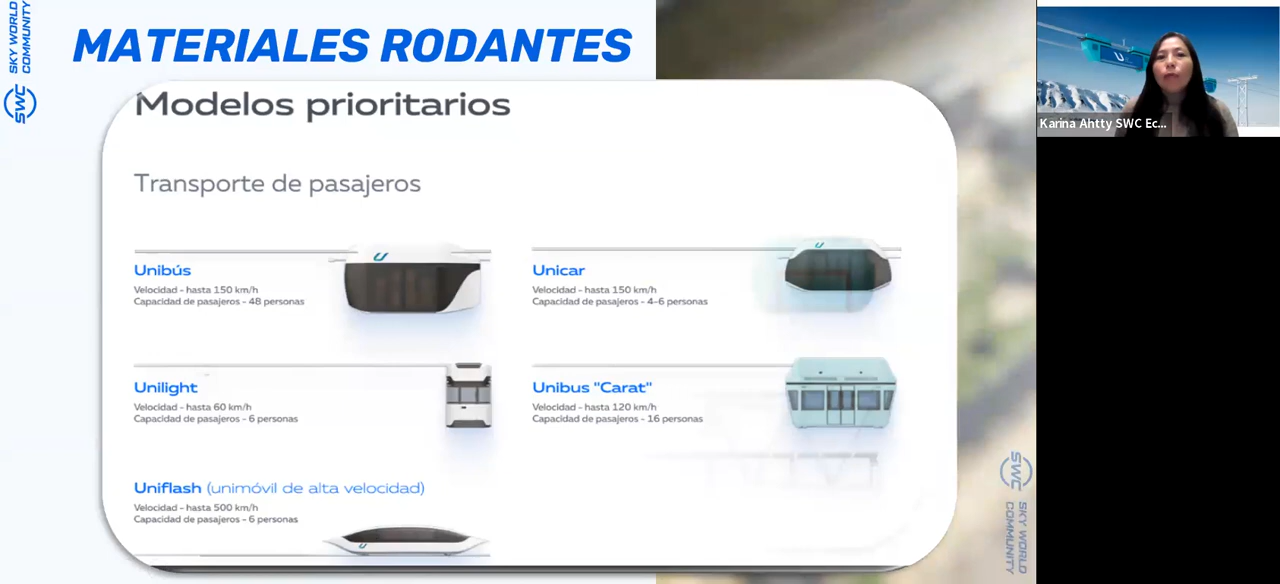 SKY WORLD
COMMUNITY
SWC
MATERIALES RODANTES
Modelos prioritarios
Transporte de pasajeros
Unibús
Velocidad - hasta 150 km/h
Capacidad de pasajeros - 48 personas
Unicar
Velocidad - hasta 150 km/h
Capacidad de pasajeros - 4-6 personas
Unilight
Velocidad - hasta 60 km/h
Capacidad de pasajeros - 6 personas
Unibus "Carat"
Velocidad - hasta 120 km/h
Capacidad de pasajeros - 16 personas
Uniflash (unimóvil de alta velocidad)
Velocidad - hasta 500 km/h
Capacidad de pasajeros - 6 personas
Karina Ahtty SWC Ec...
SWC
SKY WORLD
COMMUNITY